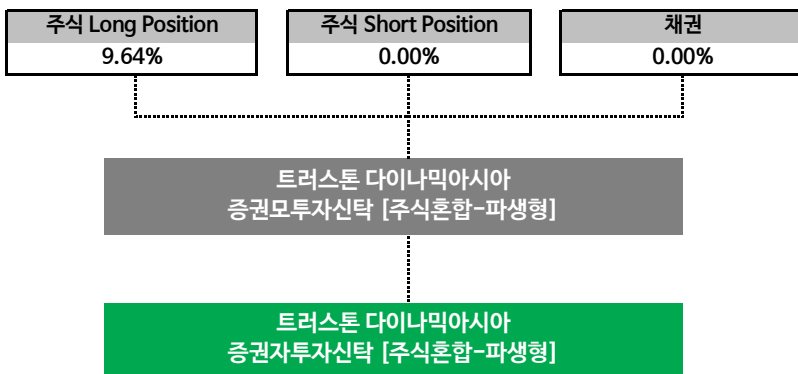 주식 Long Position
주식 Short Position
채권
9.64%
0.00%
0.00%
트러스톤 다이나믹아시아
증권모투자신탁 [주식혼합-파생형]
트러스톤 다이나믹아시아
증권자투자신탁 [주식혼합-파생형]